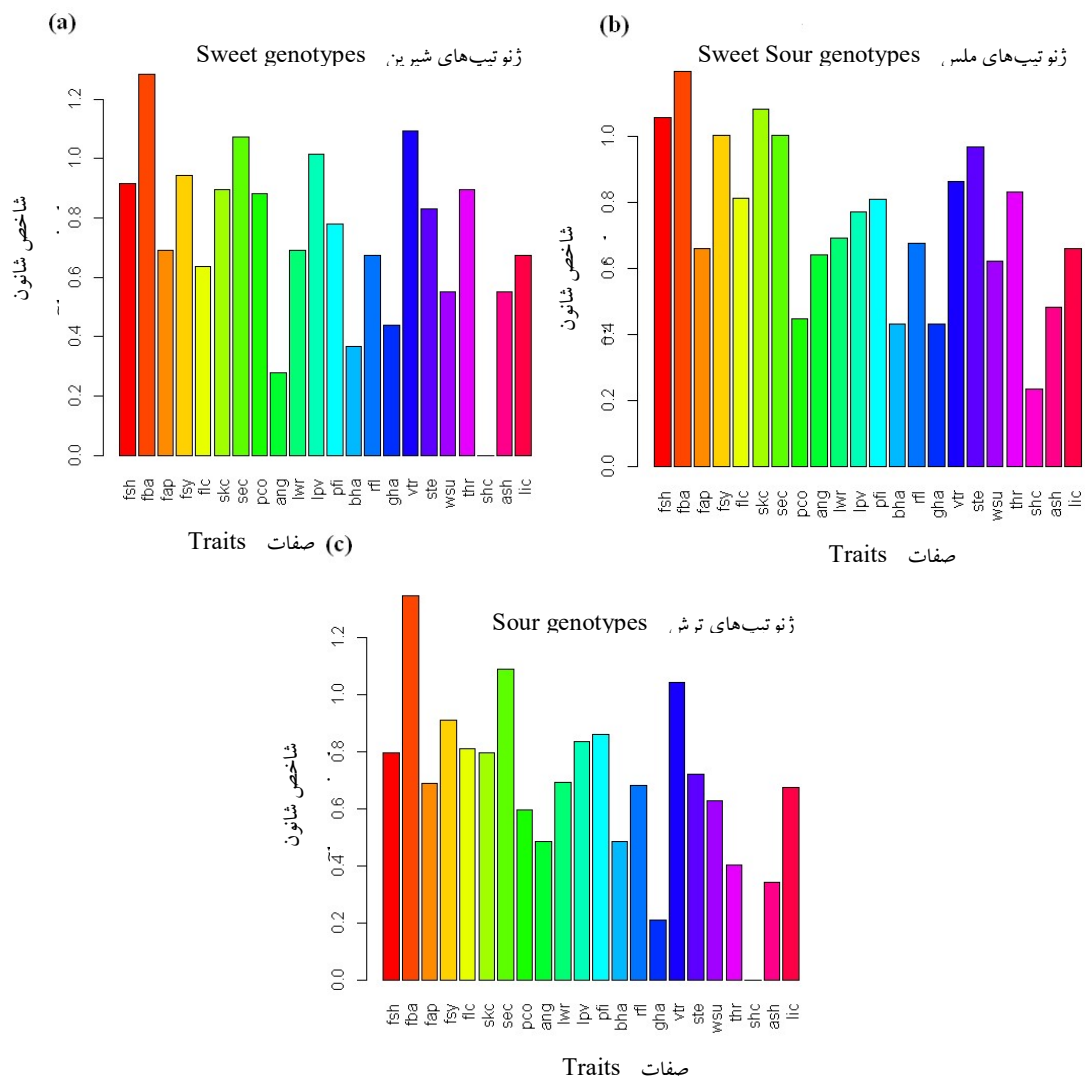 (a)
Sweet genotypes ژنوتیپ‌های شیرین
شاخص شانون
0.0 0.2 0.4 0.6 0.8 1.0 1.2
fsh fba fap fsy flc skc sec pco ang lwr lpv pfi bha rfl gha vtr ste wsu thr shc ash lic
Traits صفات
(b)
Sweet Sour genotypes ژنوتیپ‌های ملس
شاخص شانون
0.0 0.2 0.4 0.6 0.8 1.0
fsh fba fap fsy flc skc sec pco ang lwr lpv pfi bha rfl gha vtr ste wsu thr shc ash lic
Traits صفات
(c)
Sour genotypes ژنوتیپ‌های ترش
شاخص شانون
0.0 0.2 0.4 0.6 0.8 1.0 1.2
fsh fba fap fsy flc skc sec pco ang lwr lpv pfi bha rfl gha vtr ste wsu thr shc ash lic
Traits صفات